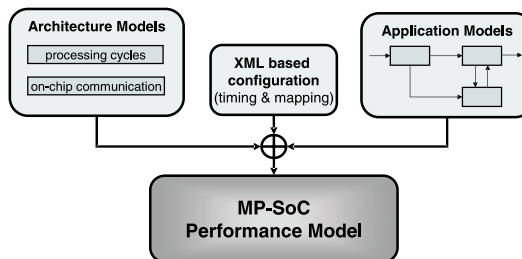 Architecture Models
processing cycles
on-chip communication
XML based
configuration
(timing & mapping)
Application Models
MP-SoC
Performance Model